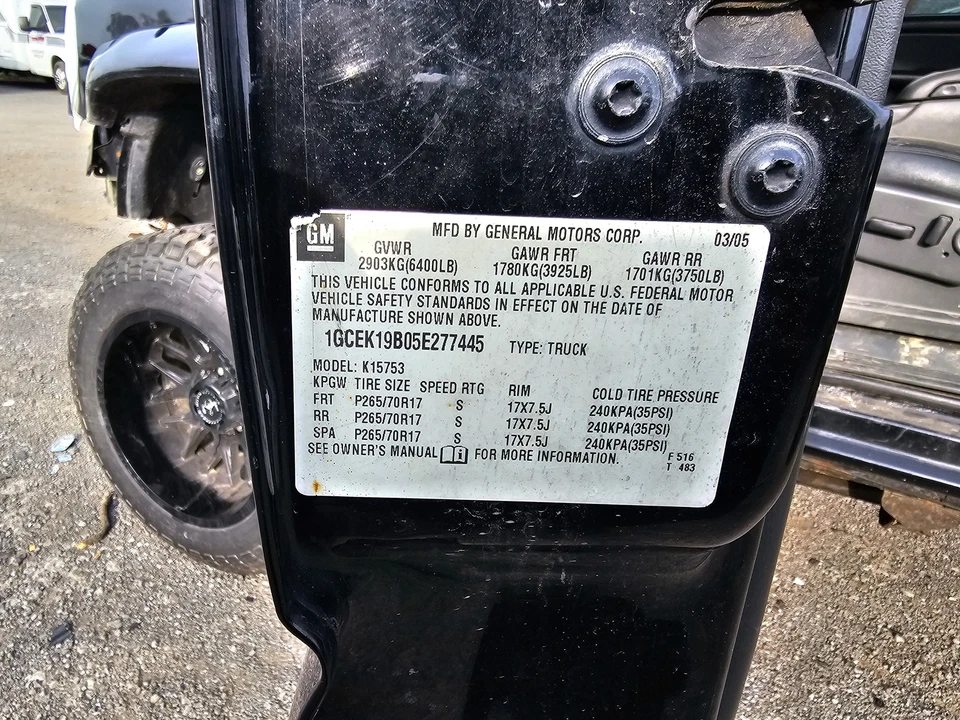 GM MFD BY GENERAL MOTORS CORP. 03/05
GVWR GAWR FRT GAWR RR
2903KG(6400LB) 1780KG(3925LB) 1701KG(3750LB)
THIS VEHICLE CONFORMS TO ALL APPLICABLE U.S. FEDERAL MOTOR
VEHICLE SAFETY STANDARDS IN EFFECT ON THE DATE OF
MANUFACTURE SHOWN ABOVE.
1GCEK19B05E277445 TYPE: TRUCK
MODEL: K15753
KPGW TIRE SIZE SPEED RTG RIM COLD TIRE PRESSURE
FRT P265/70R17 S 17X7.5J 240KPA(35PSI)
RR P265/70R17 S 17X7.5J 240KPA(35PSI)
SPA P265/70R17 S 17X7.5J 240KPA(35PSI)
SEE OWNER'S MANUAL FOR MORE INFORMATION. F 516
T 483